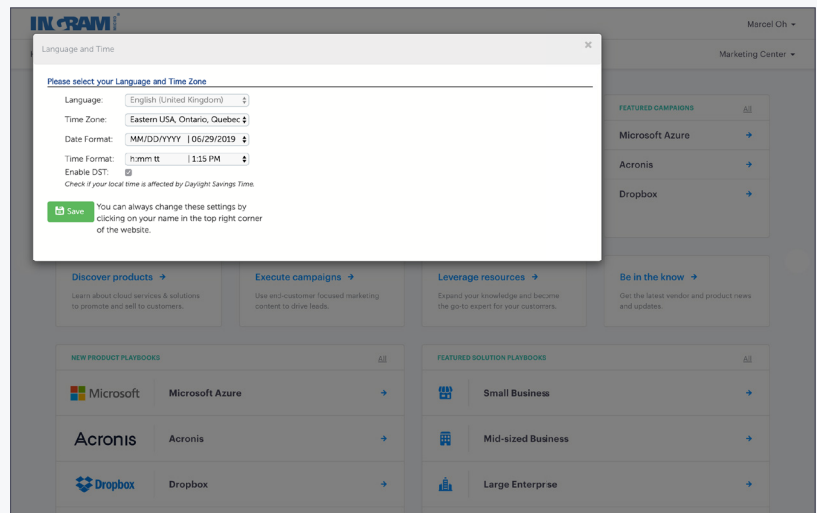 INGRAM
Marcel Oh
Language and Time
×
Marketing Center
Please select your Language and Time Zone
Language: English (United Kingdom)
Time Zone: Eastern USA, Ontario, Quebec
Date Format: MM/DD/YYYY | 06/29/2019
Time Format: h:mm tt | 1:15 PM
Enable DST:
Check if your local time is affected by Daylight Savings Time.
Save
You can always change these settings by
clicking on your name in the top right corner
of the website.
FEATURED CAMPAIGNS All
Microsoft Azure
Acronis
Dropbox
Discover products →
Learn about cloud services & solutions
to promote and sell to customers.
Execute campaigns →
Use end-customer focused marketing
content to drive leads.
Leverage resources →
Expand your knowledge and become
the go-to expert for your customers.
Be in the know →
Get the latest vendor and product news
and updates.
NEW PRODUCT PLAYBOOKS All
Microsoft Microsoft Azure
Acronis Acronis
Dropbox Dropbox
FEATURED SOLUTION PLAYBOOKS All
Small Business
Mid-sized Business
Large Enterprise